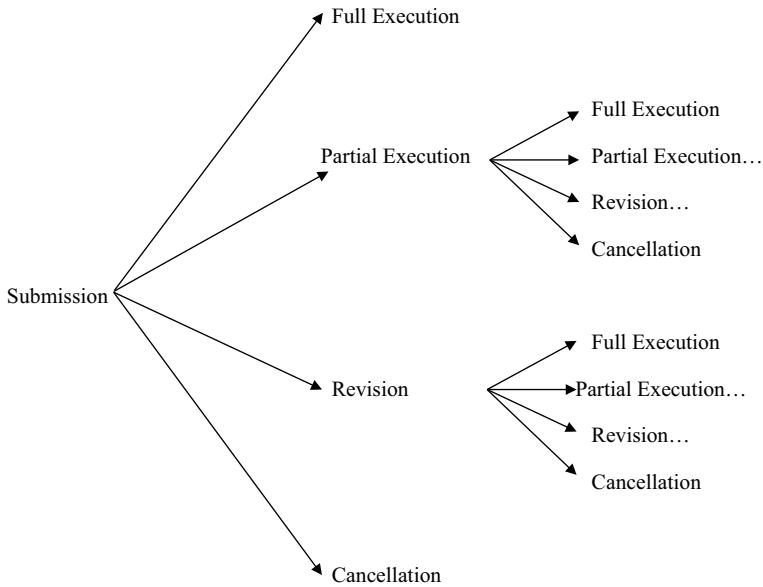 Full Execution
Full Execution
Partial Execution
Partial Execution…
Revision…
Cancellation
Submission
Full Execution
Revision
Partial Execution…
Revision…
Cancellation
Cancellation